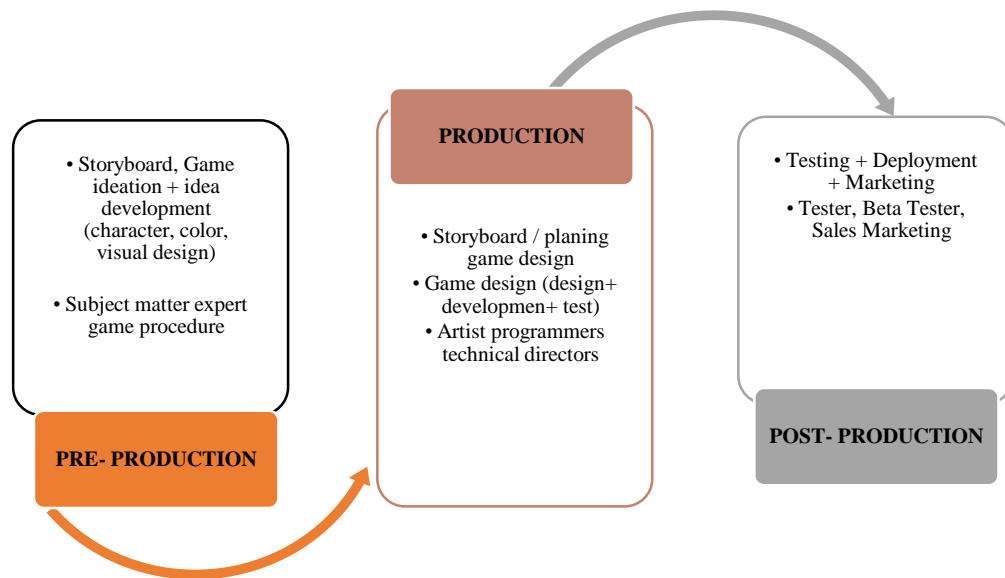 • Storyboard, Game
ideation + idea
development
(character, color,
visual design)
• Subject matter expert
game procedure
PRE- PRODUCTION
PRODUCTION
• Storyboard / planing
game design
• Game design (design+
developmen+ test)
• Artist programmers
technical directors
• Testing + Deployment
+ Marketing
• Tester, Beta Tester,
Sales Marketing
POST- PRODUCTION